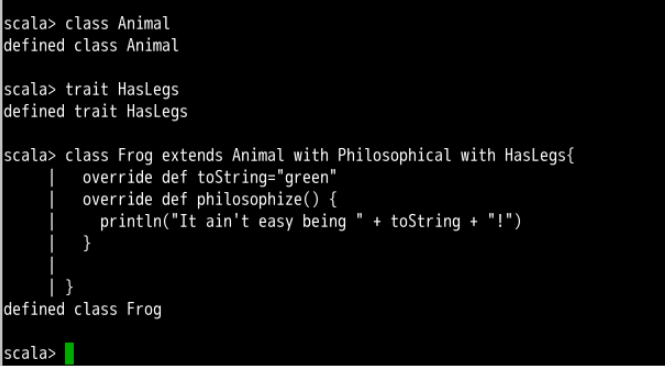 scala> class Animal
defined class Animal
scala> trait HasLegs
defined trait HasLegs
scala> class Frog extends Animal with Philosophical with HasLegs{
     |   override def toString="green"
     |   override def philosophize() {
     |     println("It ain't easy being " + toString + "!")
     |   }
     |
     | }
defined class Frog
scala>